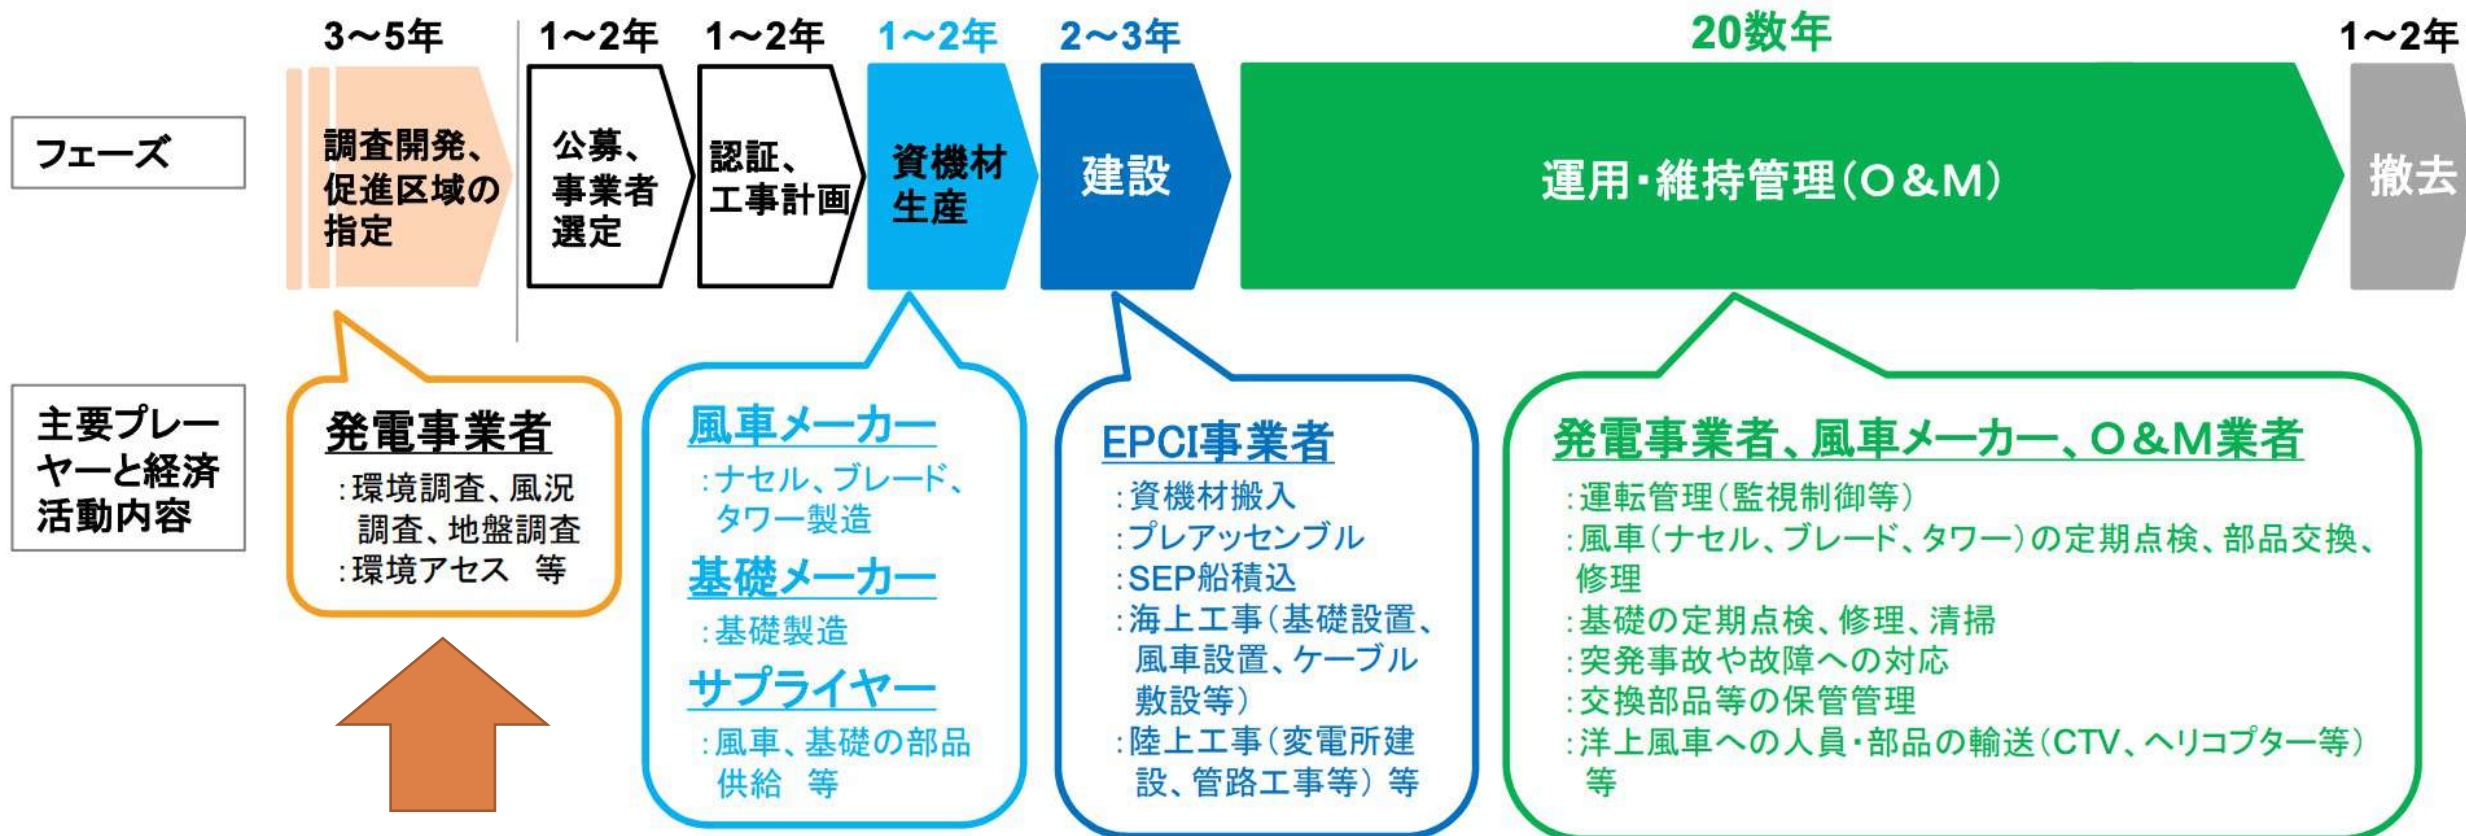 3～5年
1～2年
1～2年
1～2年
2～3年
20数年
1～2年
フェーズ
調査開発、
促進区域の
指定
公募、
事業者
選定
認証、
工事計画
資機材
生産
建設
運用・維持管理(O&M)
撤去
主要プレー
ヤーと経済
活動内容
発電事業者
:環境調査、風況
調査、地盤調査
:環境アセス 等
風車メーカー
:ナセル、ブレード、
タワー製造
基礎メーカー
:基礎製造
サプライヤー
:風車、基礎の部品
供給 等
EPCI事業者
:資機材搬入
:プレアッセンブル
:SEP船積込
:海上工事(基礎設置、
風車設置、ケーブル
敷設等)
:陸上工事(変電所建
設、管路工事等) 等
発電事業者、風車メーカー、O&M業者
:運転管理(監視制御等)
:風車(ナセル、ブレード、タワー)の定期点検、部品交換、
修理
:基礎の定期点検、修理、清掃
:突発事故や故障への対応
:交換部品等の保管管理
:洋上風車への人員・部品の輸送(CTV、ヘリコプター等)
等